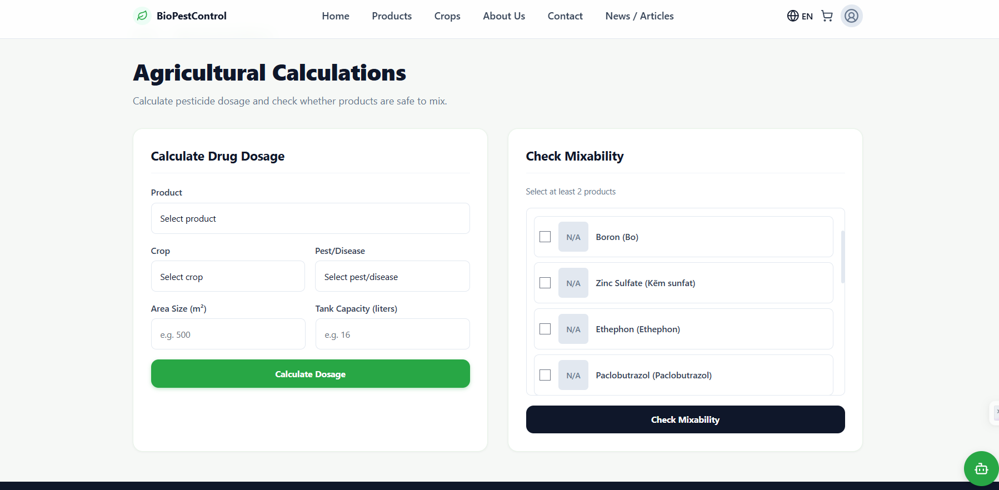 BioPestControl
Home
Products
Crops
About Us
Contact
News / Articles
EN
Agricultural Calculations
Calculate pesticide dosage and check whether products are safe to mix.
Calculate Drug Dosage
Product
Select product
Crop
Pest/Disease
Select crop
Select pest/disease
Area Size (m²)
Tank Capacity (liters)
e.g. 500
e.g. 16
Calculate Dosage
Check Mixability
Select at least 2 products
N/A
Boron (Bo)
N/A
Zinc Sulfate (Kẽm sunfat)
N/A
Ethephon (Ethephon)
N/A
Paclobutrazol (Paclobutrazol)
Check Mixability